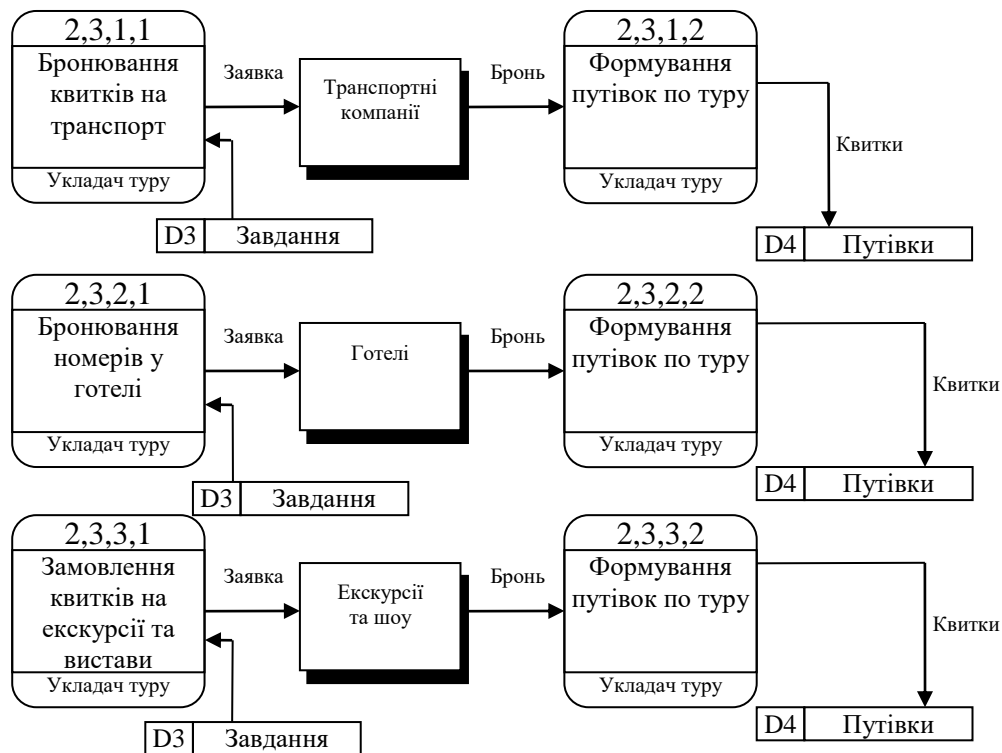 2,3,1,1
Бронювання
квитків на
транспорт
Укладач туру
Заявка
Транспортні
компанії
Бронь
2,3,1,2
Формування
путівок по туру
Укладач туру
Квитки
D3 Завдання
D4 Путівки
2,3,2,1
Бронювання
номерів у
готелі
Укладач туру
Заявка
Готелі
Бронь
2,3,2,2
Формування
путівок по туру
Укладач туру
Квитки
D3 Завдання
D4 Путівки
2,3,3,1
Замовлення
квитків на
екскурсії та
вистави
Укладач туру
Заявка
Екскурсії
та шоу
Бронь
2,3,3,2
Формування
путівок по туру
Укладач туру
Квитки
D3 Завдання
D4 Путівки